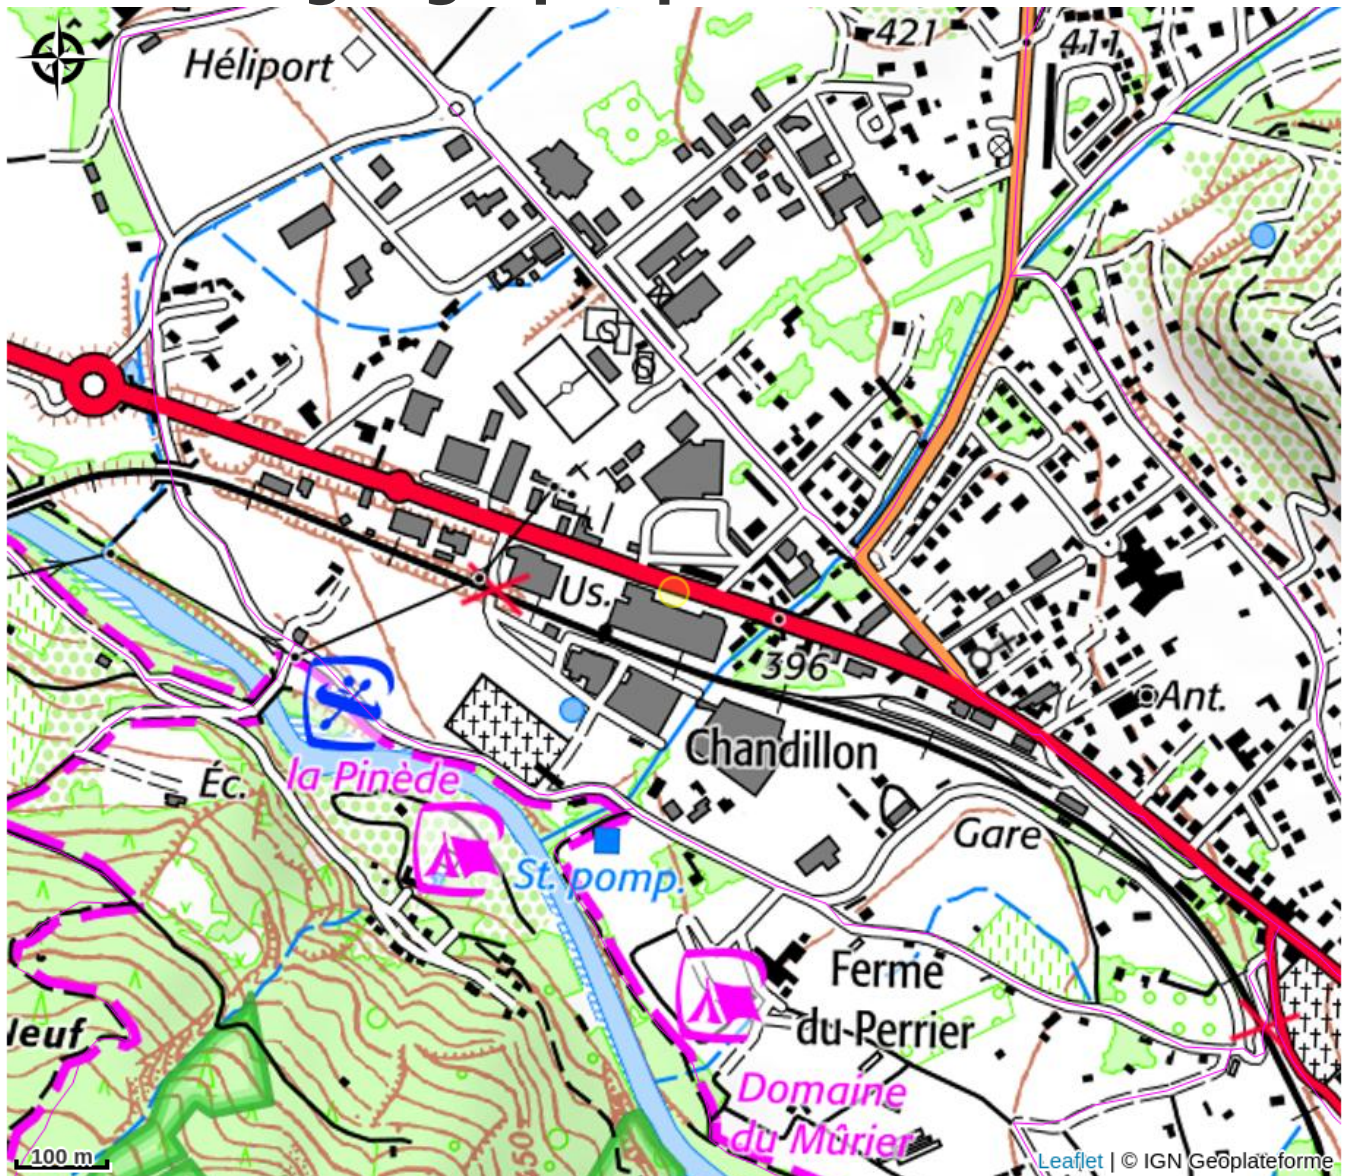 Héliport
421
411
Us.
396
Ant.
Chandillon
Éc.
la Pinède
Gare
St. pomp.
Ferme
du Perrier
Neuf
Domaine
du Mûrier
100 m
Leaflet | © IGN Geoplateforme